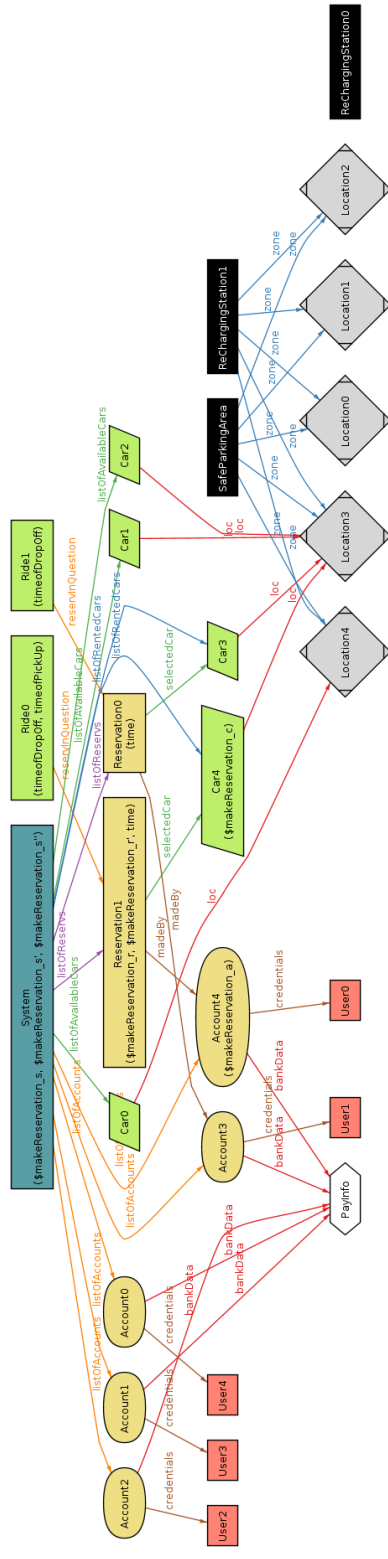 System
($makeReservation_s, $makeReservation_s', $makeReservation_s'')
Ride0
(timeofDropOff, timeofPickUp)
Ride1
(timeofDropOff)
listOfAccounts
listOfAccounts
listOfAccounts
listOfAccounts
listOfAvailableCars
listOfReservs
listOfReservs
reservInQuestion
listOfAvailableCars
listOfRentedCars
listOfRentedCars
reservInQuestion
listOfAvailableCars
Account2
Account1
Account0
Car0
Reservation1
($makeReservation_r, $makeReservation_r', time)
Reservation0
(time)
Car1
Car2
credentials
credentials
credentials
bankData
bankData
bankData
madeBy
madeBy
selectedCar
selectedCar
loc
loc
loc
User2
User3
User4
Account3
Account4
($makeReservation_a)
Car4
($makeReservation_c)
Car3
SafeParkingArea
ReChargingStation1
bankData
credentials
bankData
credentials
loc
loc
zone
zone
zone
zone
zone
zone
zone
zone
PayInfo
User1
User0
Location4
Location3
Location0
Location1
Location2
ReChargingStation0